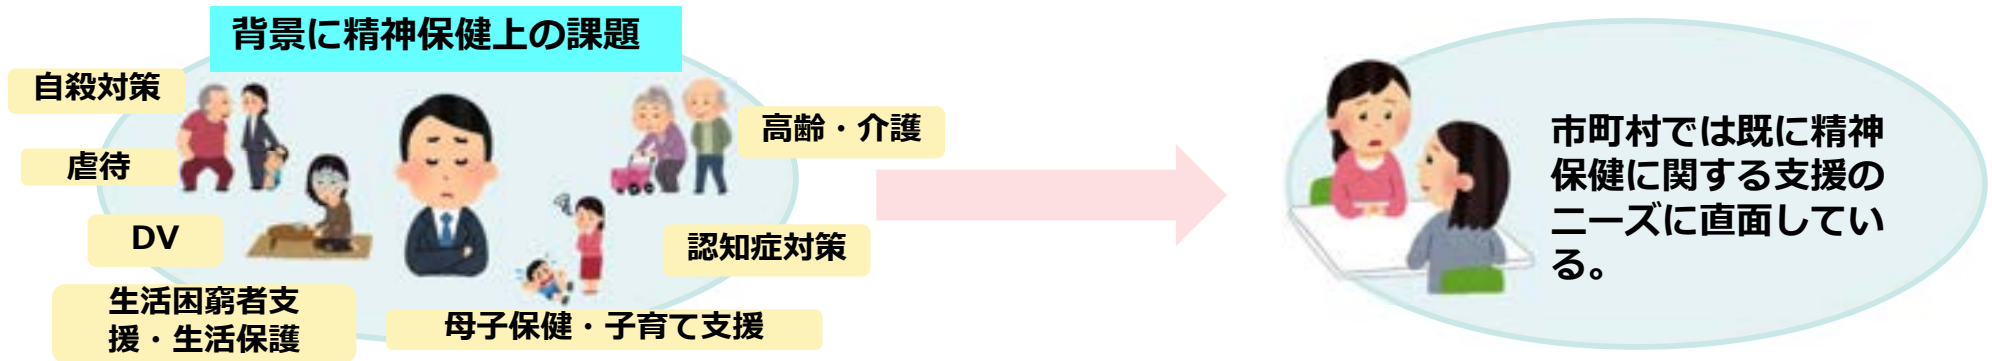 背景に精神保健上の課題
自殺対策
虐待
DV
生活困窮者支
援・生活保護
母子保健・子育て支援
高齢・介護
認知症対策
市町村では既に精神
保健に関する支援の
ニーズに直面してい
る。